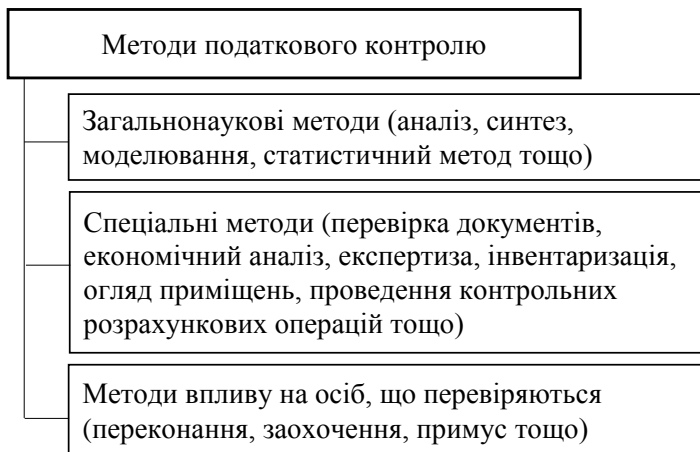 Методи податкового контролю
Загальнонаукові методи (аналіз, синтез,
моделювання, статистичний метод тощо)
Спеціальні методи (перевірка документів,
економічний аналіз, експертиза, інвентаризація,
огляд приміщень, проведення контрольних
розрахункових операцій тощо)
Методи впливу на осіб, що перевіряються
(переконання, заохочення, примус тощо)